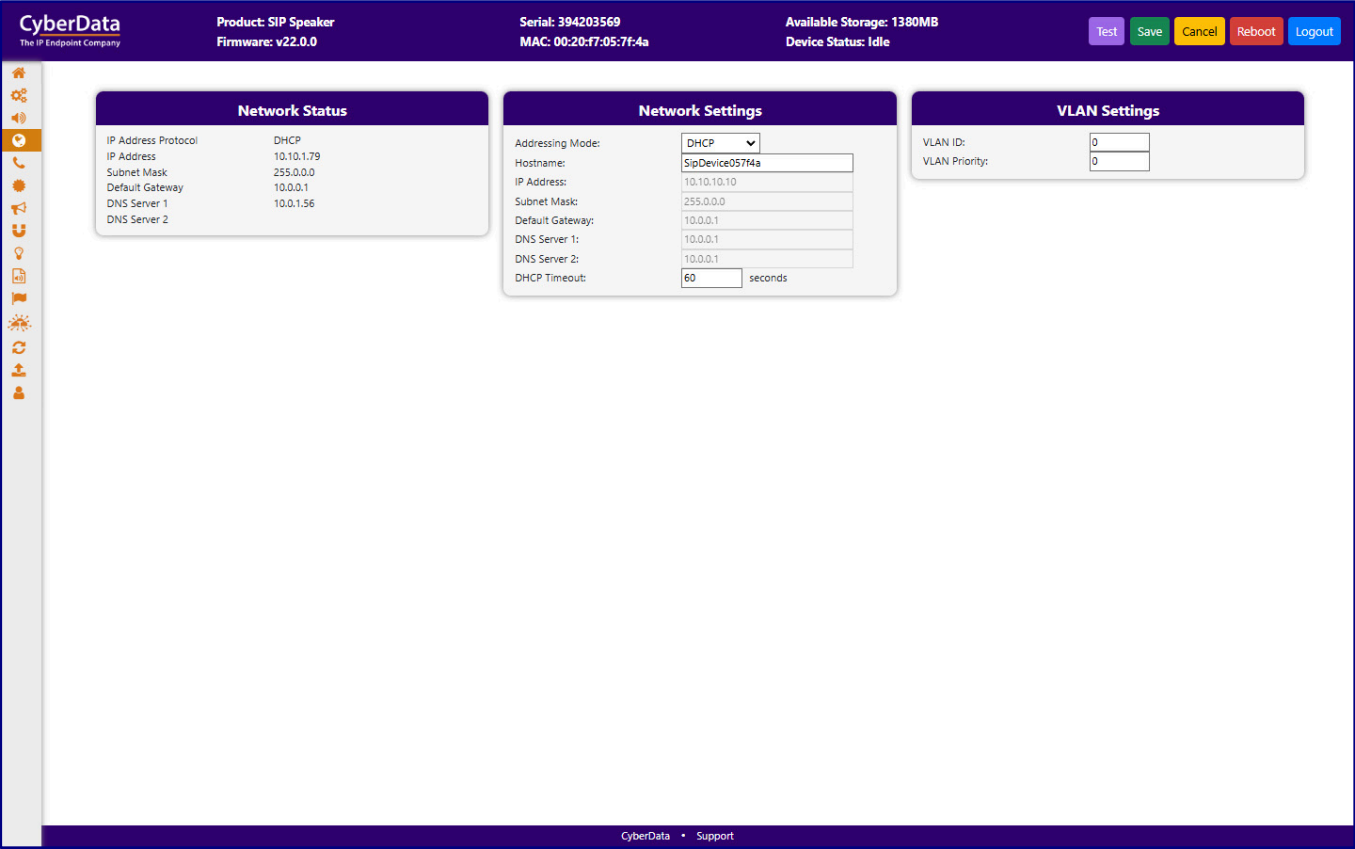 CyberData
The IP Endpoint Company
Product: SIP Speaker
Firmware: v22.0.0
Serial: 394203569
MAC: 00:20:f7:05:7f:4a
Available Storage: 1380MB
Device Status: Idle
Test Save Cancel Reboot Logout
Network Status
IP Address Protocol DHCP
IP Address 10.10.1.79
Subnet Mask 255.0.0.0
Default Gateway 10.0.0.1
DNS Server 1 10.0.1.56
DNS Server 2
Network Settings
Addressing Mode: DHCP
Hostname: SipDevice057f4a
IP Address: 10.10.10.10
Subnet Mask: 255.0.0.0
Default Gateway: 10.0.0.1
DNS Server 1: 10.0.0.1
DNS Server 2: 10.0.0.1
DHCP Timeout: 60 seconds
VLAN Settings
VLAN ID: 0
VLAN Priority: 0
CyberData • Support